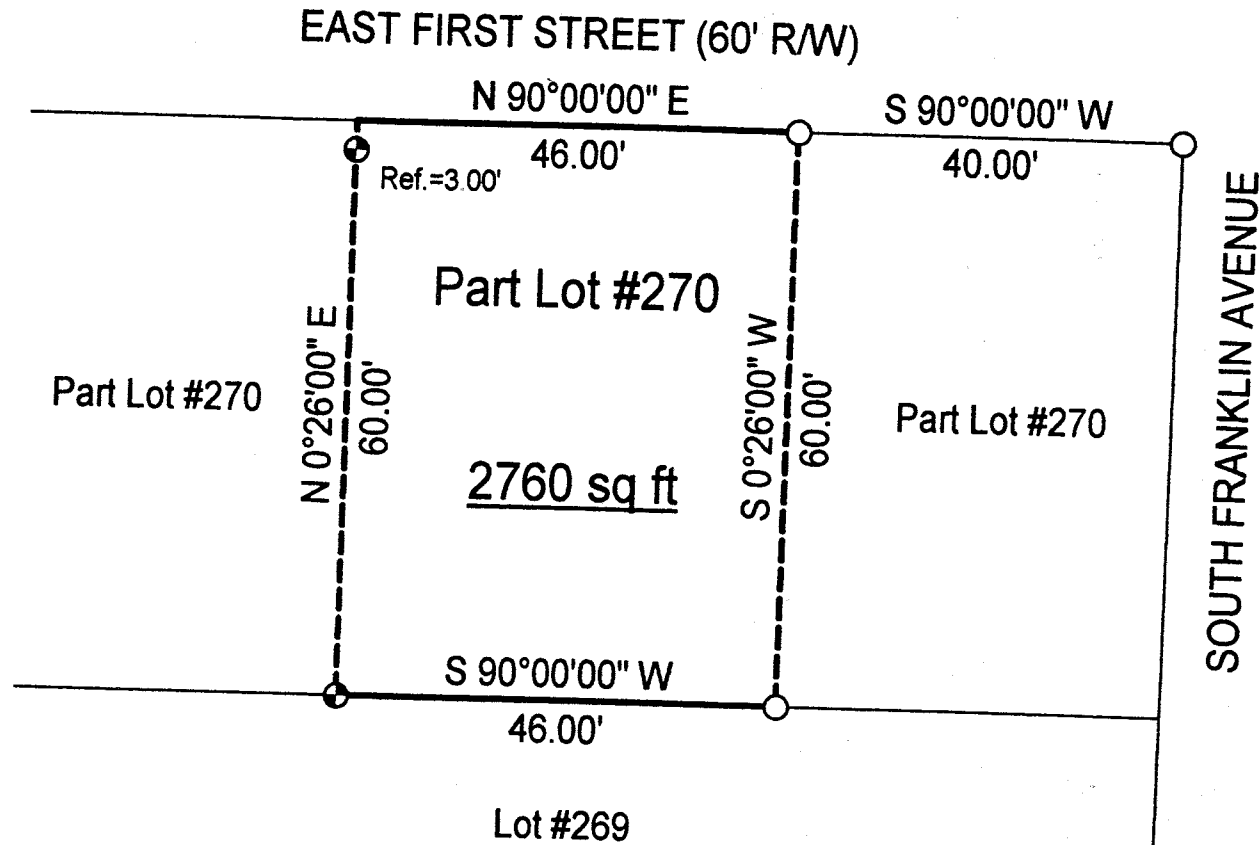 EAST FIRST STREET (60' R/W)
N 90°00'00" E
S 90°00'00" W
46.00'
40.00'
Ref.=3.00'
Part Lot #270
SOUTH FRANKLIN AVENUE
N 0°26'00" E
60.00'
S 0°26'00" W
60.00'
Part Lot #270
Part Lot #270
2760 sq ft
S 90°00'00" W
46.00'
Lot #269